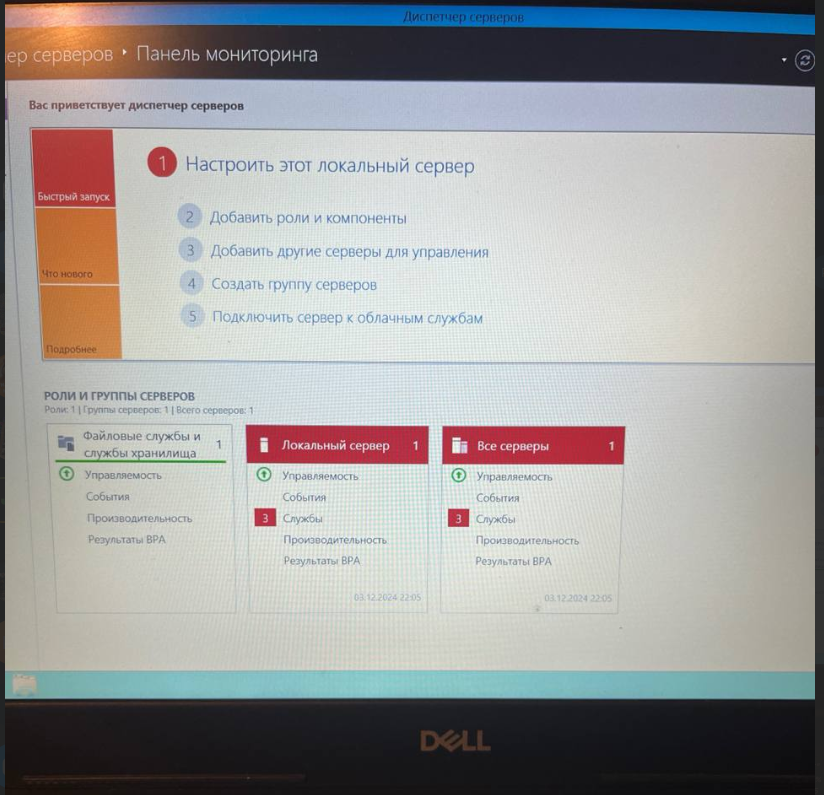 Диспетчер серверов
ер серверов ‣ Панель мониторинга
Вас приветствует диспетчер серверов
1 Настроить этот локальный сервер
Быстрый запуск
2 Добавить роли и компоненты
3 Добавить другие серверы для управления
Что нового
4 Создать группу серверов
5 Подключить сервер к облачным службам
Подробнее
РОЛИ И ГРУППЫ СЕРВЕРОВ
Роли: 1 | Группы серверов: 1 | Всего серверов: 1
Файловые службы и
службы хранилища 1
Управляемость
События
Производительность
Результаты BPA
Локальный сервер 1
Управляемость
События
3 Службы
Производительность
Результаты BPA
03.12.2024 22:05
Все серверы 1
Управляемость
События
3 Службы
Производительность
Результаты BPA
03.12.2024 22:05
DELL